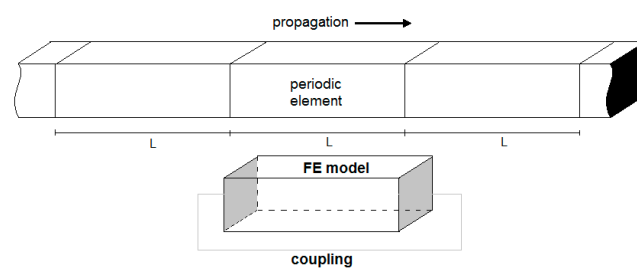 propagation
periodic
element
L
L
L
FE model
coupling